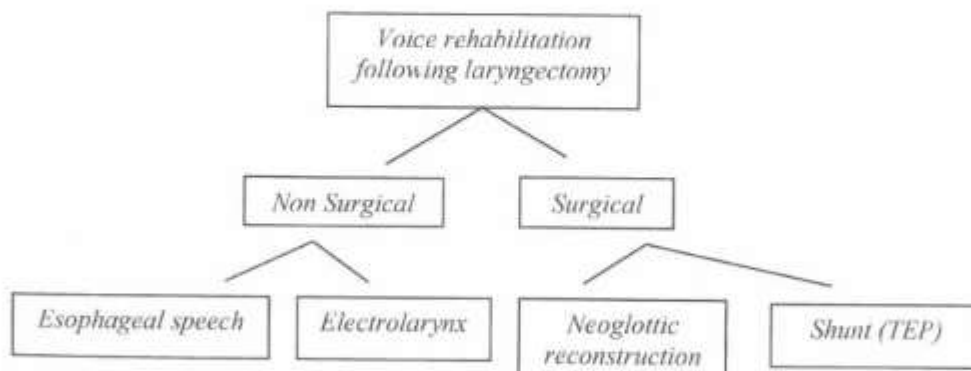 Voice rehabilitation
following laryngectomy
Non Surgical
Surgical
Esophageal speech
Electrolarynx
Neoglottic
reconstruction
Shunt (TEP)